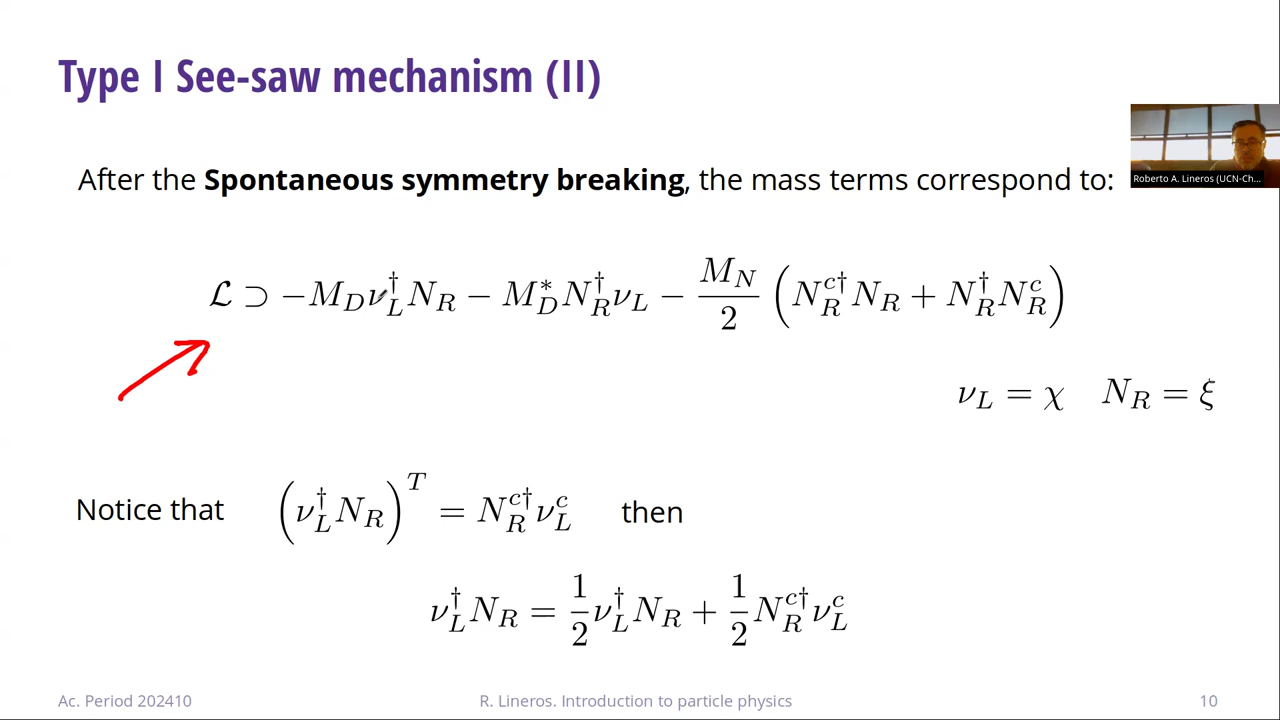 Type I See-saw mechanism (II)
After the Spontaneous symmetry breaking, the mass terms correspond to:
Roberto A. Lineros (UCN-Ch...
ℒ ⊃ −M_D ν_L^† N_R − M_D^* N_R^† ν_L − \frac{M_N}{2} (N_R^{c†} N_R + N_R^† N_R^c)
ν_L = χ N_R = ξ
Notice that (ν_L^† N_R)^T = N_R^{c†} ν_L^c then
ν_L^† N_R = \frac{1}{2} ν_L^† N_R + \frac{1}{2} N_R^{c†} ν_L^c
Ac. Period 202410 R. Lineros. Introduction to particle physics 10